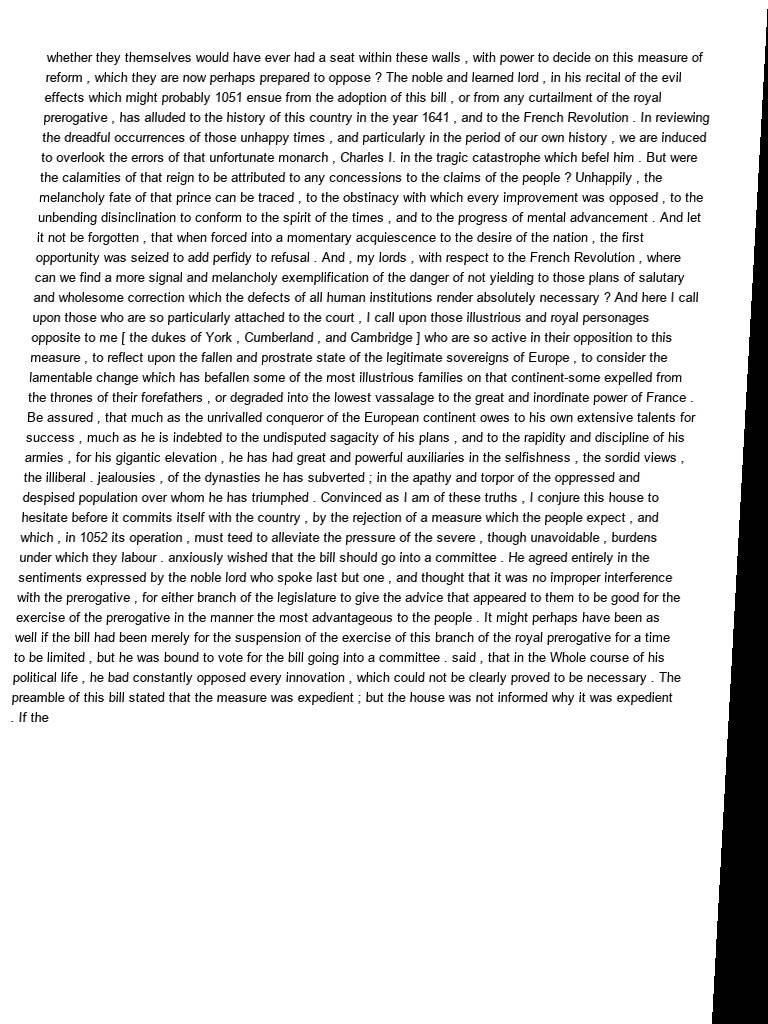 whether they themselves would have ever had a seat within these walls , with power to decide on this measure of
reform , which they are now perhaps prepared to oppose ? The noble and learned lord , in his recital of the evil
effects which might probably 1051 ensue from the adoption of this bill , or from any curtailment of the royal
prerogative , has alluded to the history of this country in the year 1641 , and to the French Revolution . In reviewing
the dreadful occurrences of those unhappy times , and particularly in the period of our own history , we are induced
to overlook the errors of that unfortunate monarch , Charles I. in the tragic catastrophe which befel him . But were
the calamities of that reign to be attributed to any concessions to the claims of the people ? Unhappily , the
melancholy fate of that prince can be traced , to the obstinacy with which every improvement was opposed , to the
unbending disinclination to conform to the spirit of the times , and to the progress of mental advancement . And let
it not be forgotten , that when forced into a momentary acquiescence to the desire of the nation , the first
opportunity was seized to add perfidy to refusal . And , my lords , with respect to the French Revolution , where
can we find a more signal and melancholy exemplification of the danger of not yielding to those plans of salutary
and wholesome correction which the defects of all human institutions render absolutely necessary ? And here I call
upon those who are so particularly attached to the court , I call upon those illustrious and royal personages
opposite to me [ the dukes of York , Cumberland , and Cambridge ] who are so active in their opposition to this
measure , to reflect upon the fallen and prostrate state of the legitimate sovereigns of Europe , to consider the
lamentable change which has befallen some of the most illustrious families on that continent-some expelled from
the thrones of their forefathers , or degraded into the lowest vassalage to the great and inordinate power of France .
Be assured , that much as the unrivalled conqueror of the European continent owes to his own extensive talents for
success , much as he is indebted to the undisputed sagacity of his plans , and to the rapidity and discipline of his
armies , for his gigantic elevation , he has had great and powerful auxiliaries in the selfishness , the sordid views ,
the illiberal . jealousies , of the dynasties he has subverted ; in the apathy and torpor of the oppressed and
despised population over whom he has triumphed . Convinced as I am of these truths , I conjure this house to
hesitate before it commits itself with the country , by the rejection of a measure which the people expect , and
which , in 1052 its operation , must teed to alleviate the pressure of the severe , though unavoidable , burdens
under which they labour . anxiously wished that the bill should go into a committee . He agreed entirely in the
sentiments expressed by the noble lord who spoke last but one , and thought that it was no improper interference
with the prerogative , for either branch of the legislature to give the advice that appeared to them to be good for the
exercise of the prerogative in the manner the most advantageous to the people . It might perhaps have been as
well if the bill had been merely for the suspension of the exercise of this branch of the royal prerogative for a time
to be limited , but he was bound to vote for the bill going into a committee . said , that in the Whole course of his
political life , he bad constantly opposed every innovation , which could not be clearly proved to be necessary . The
preamble of this bill stated that the measure was expedient ; but the house was not informed why it was expedient
. If the